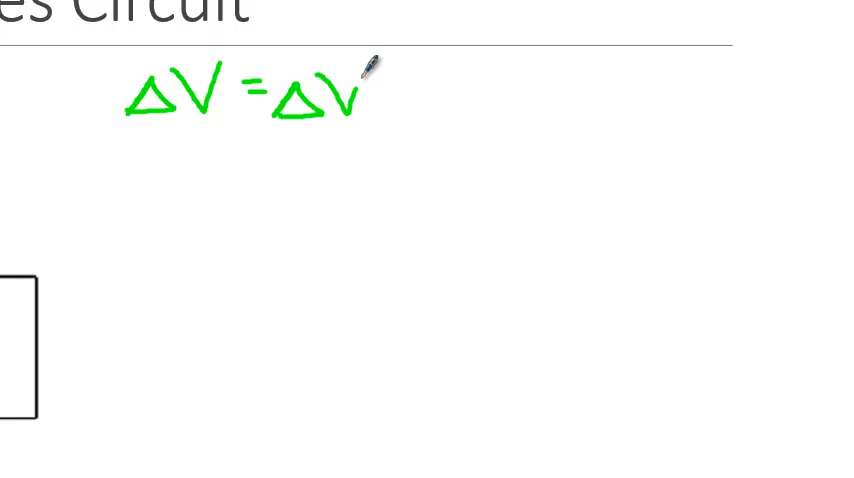 es Circuit
ΔV = ΔV